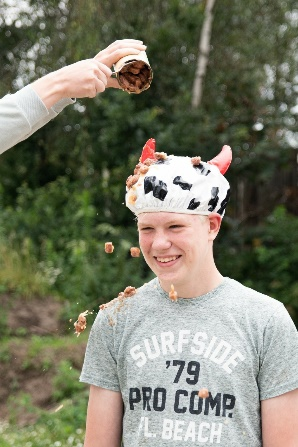 SURFSIDE
'79
PRO COMP.
FL. BEACH